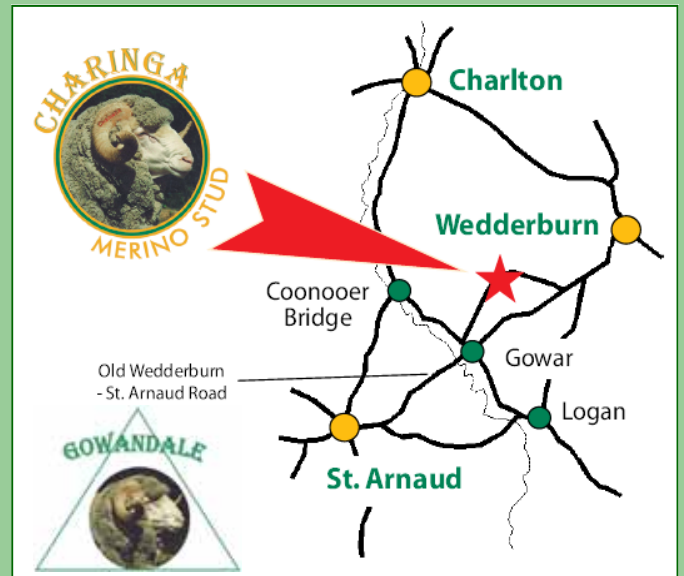 CHARINGA
MERINO STUD
Charlton
Wedderburn
Coonooer
Bridge
Gowar
Old Wedderburn
- St. Arnaud Road
Logan
GOWANDALE
St. Arnaud